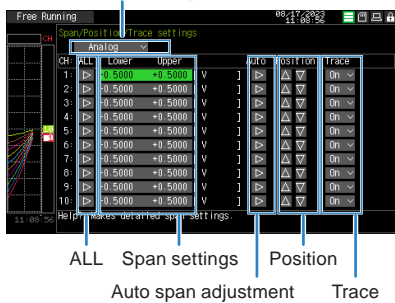 Free Running 08/17/2023 11:08:56
CH Span/Position/Trace settings
Analog
CH: ALL Lower Upper Auto Position Trace
1: -0.5000 +0.5000 V ] On
2: -0.5000 +0.5000 V ] On
3: -0.5000 +0.5000 V ] On
4: -0.5000 +0.5000 V ] On
5: -0.5000 +0.5000 V ] On
6: -0.5000 +0.5000 V ] On
7: -0.5000 +0.5000 V ] On
8: -0.5000 +0.5000 V ] On
9: -0.5000 +0.5000 V ] On
10: -0.5000 +0.5000 V ] On
10
1
11:08:56 Help: Makes detailed span settings.
ALL Span settings Position
Auto span adjustment Trace